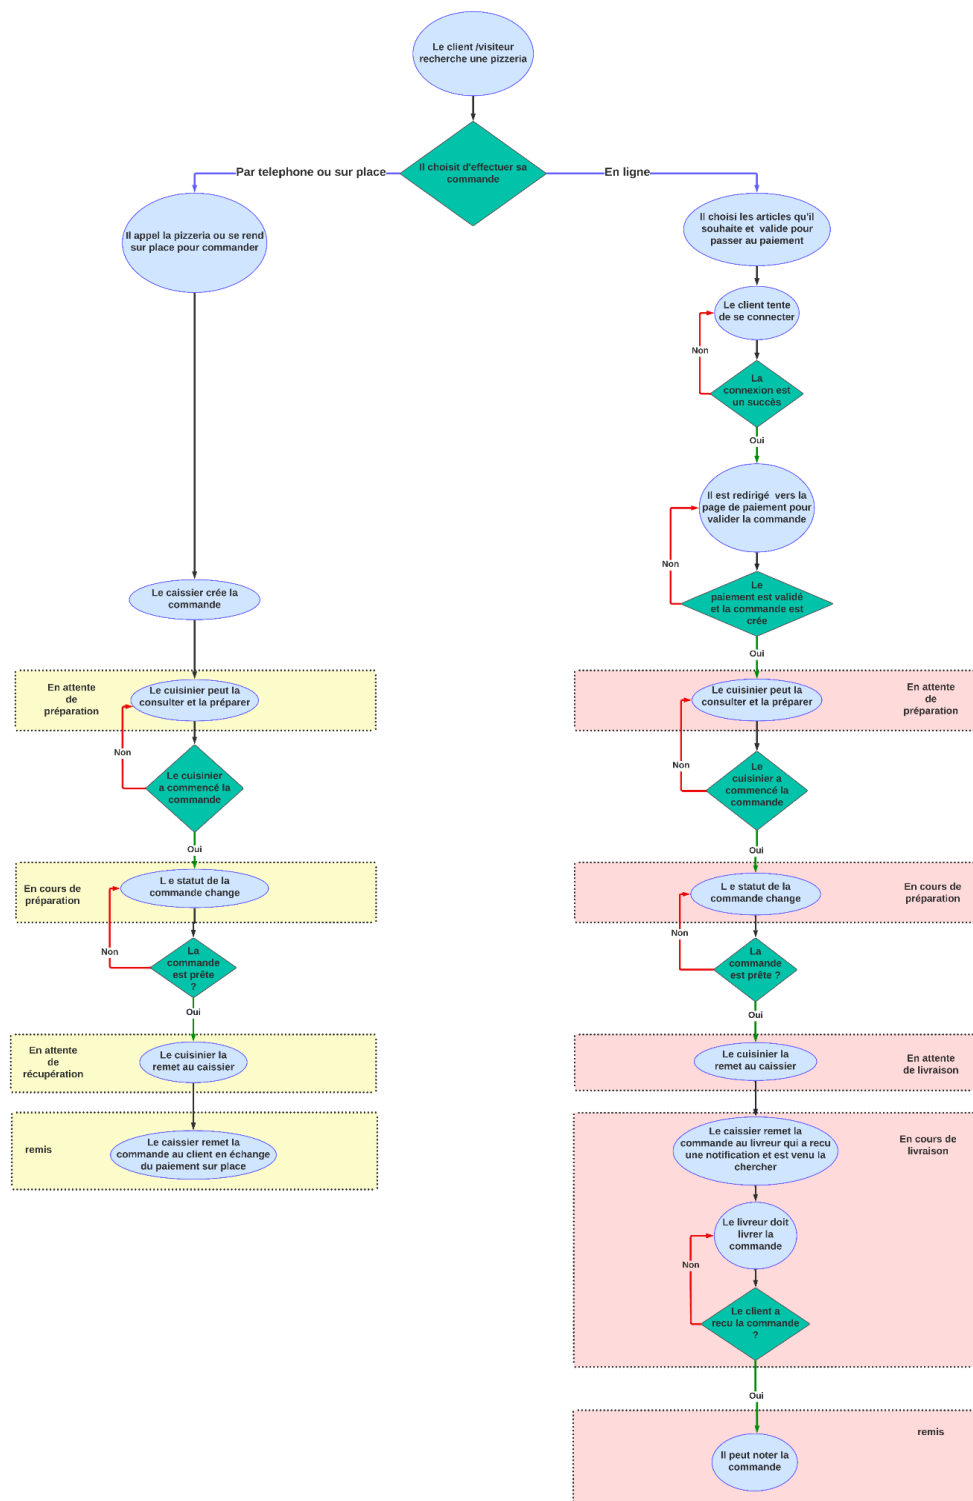 Le client /visiteur
recherche une pizzeria
Il choisit d'effectuer sa
commande
Par telephone ou sur place
En ligne
Il appel la pizzeria ou se rend
sur place pour commander
Il choisi les articles qu'il
souhaite et valide pour
passer au paiement
Le client tente
de se connecter
Non
La
connexion est
un succès
Oui
Il est redirigé vers la
page de paiement pour
valider la commande
Non
Le
paiement est validé
et la commande est
crée
Oui
Le caissier crée la
commande
En attente
de
préparation
Le cuisinier peut la
consulter et la préparer
Non
Le cuisinier
a commencé la
commande
Oui
En cours de
préparation
L e statut de la
commande change
Non
La
commande
est prête
?
Oui
En attente
de
récupération
Le cuisinier la
remet au caissier
remis
Le caissier remet la
commande au client en échange
du paiement sur place
Le cuisinier peut la
consulter et la préparer
En attente
de
préparation
Non
Le
cuisinier a
commencé la
commande
Oui
L e statut de la
commande change
En cours de
préparation
Non
La
commande
est prête ?
Oui
Le cuisinier la
remet au caissier
En attente
de livraison
Le caissier remet la
commande au livreur qui a recu
une notification et est venu la
chercher
En cours de
livraison
Le livreur doit
livrer la
commande
Non
Le client a
recu la commande
?
Oui
remis
Il peut noter la
commande